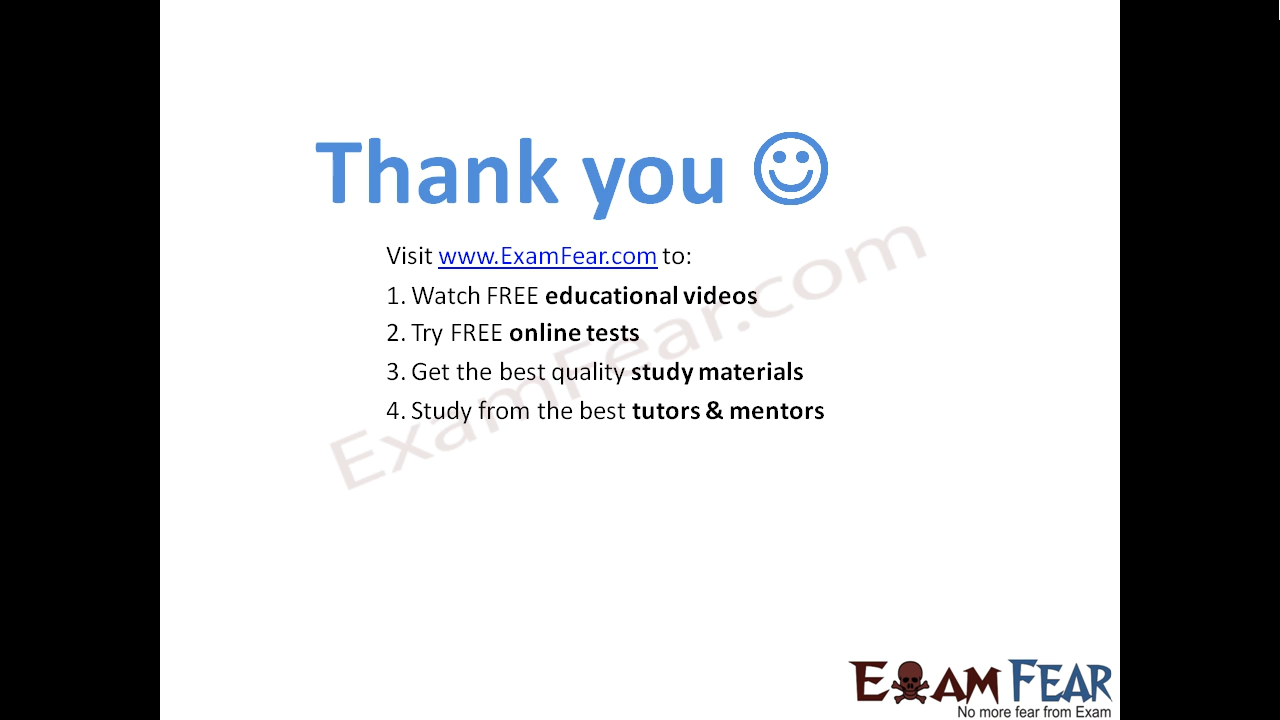 Thank you
Visit www.ExamFear.com to:
1. Watch FREE educational videos
2. Try FREE online tests
3. Get the best quality study materials
4. Study from the best tutors & mentors
ExamFear.com
EXAM FEAR
No more fear from Exam